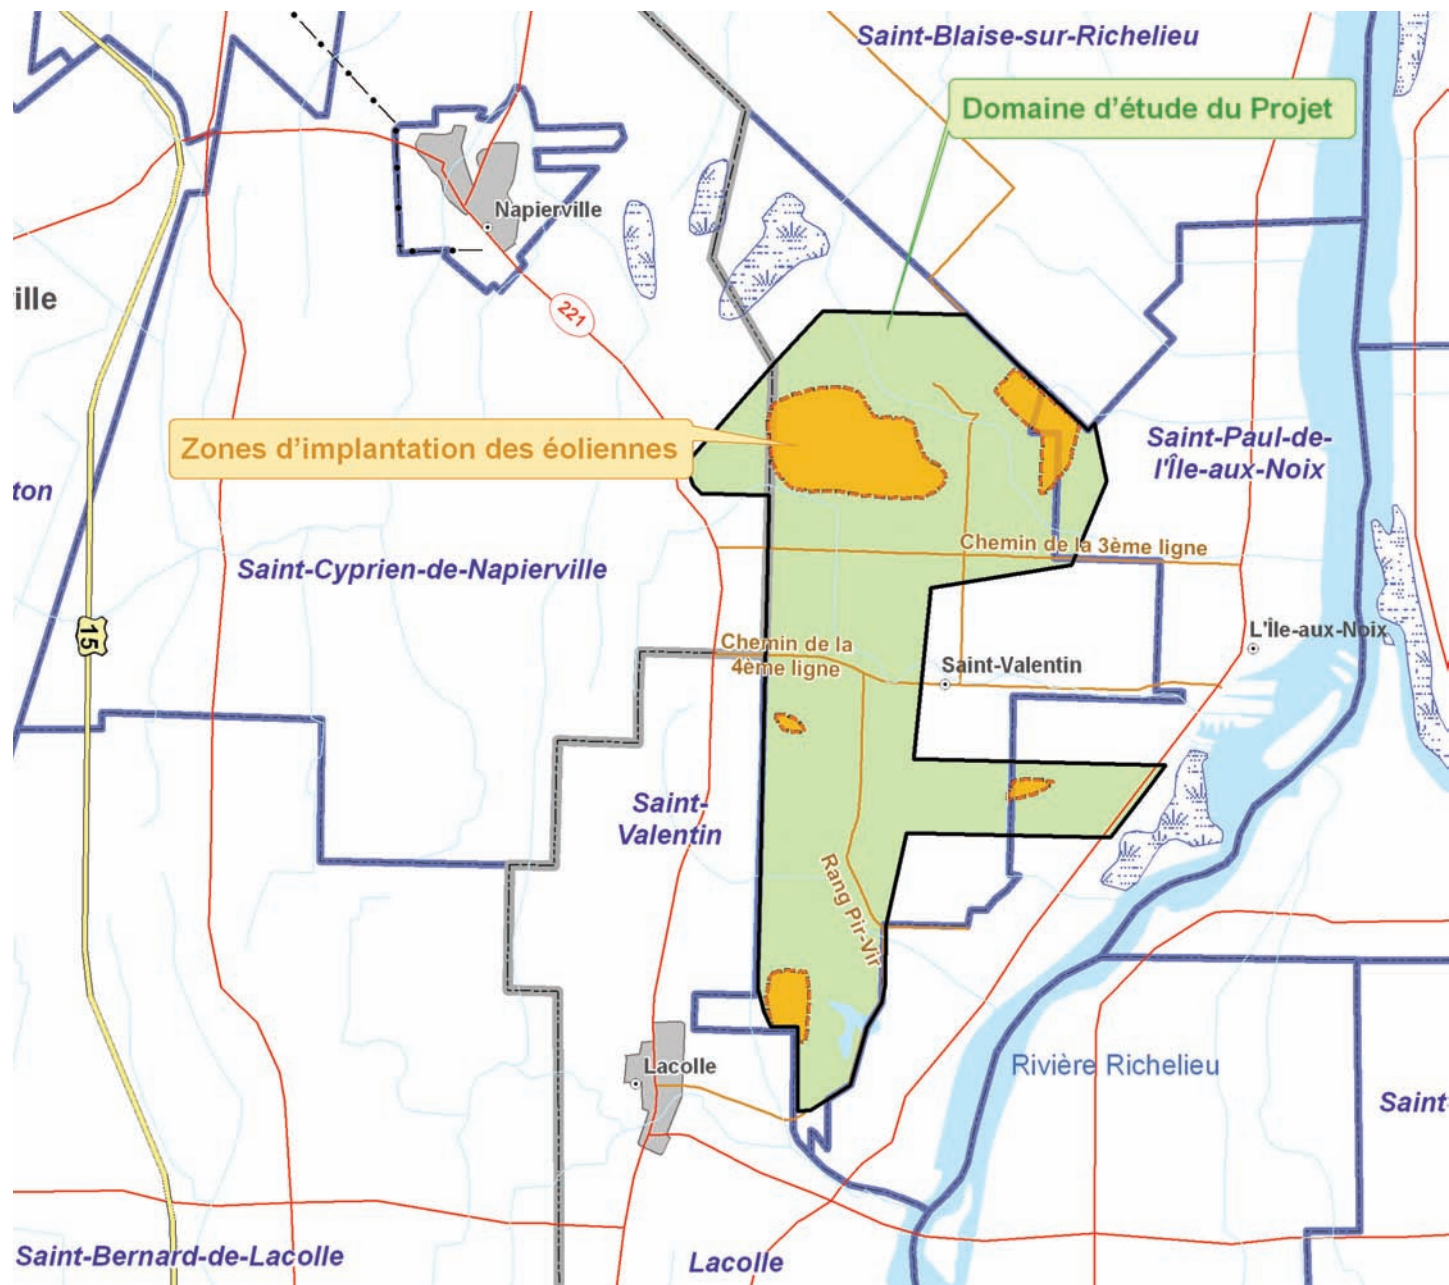 Saint-Blaise-sur-Richelieu
Domaine d'étude du Projet
Napierville
ille
221
Zones d'implantation des éoliennes
Saint-Paul-de-
l'Île-aux-Noix
ton
Chemin de la 3ème ligne
Saint-Cyprien-de-Napierville
15
L'Île-aux-Noix
Chemin de la
4ème ligne
Saint-Valentin
Saint-
Valentin
Rang Pir-Vir
Rivière Richelieu
Lacolle
Saint-
Saint-Bernard-de-Lacolle
Lacolle